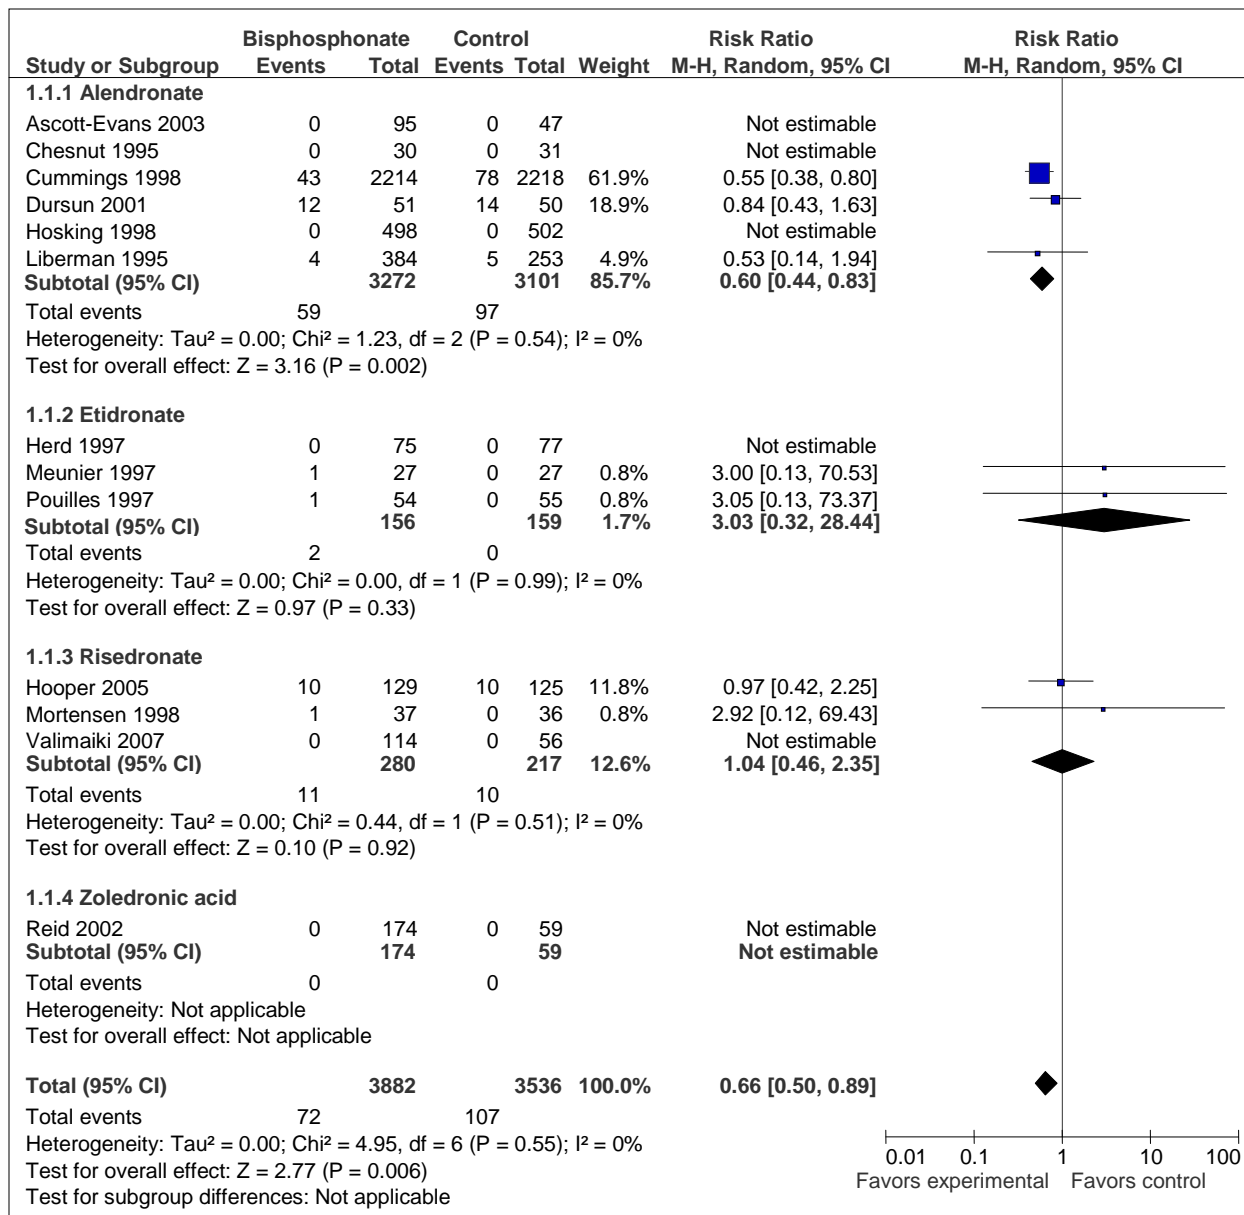 Bisphosphonate Control Risk Ratio Risk Ratio
Study or Subgroup Events Total Events Total Weight M-H, Random, 95% CI M-H, Random, 95% CI
1.1.1 Alendronate
Ascott-Evans 2003 0 95 0 47 Not estimable
Chesnut 1995 0 30 0 31 Not estimable
Cummings 1998 43 2214 78 2218 61.9% 0.55 [0.38, 0.80]
Dursun 2001 12 51 14 50 18.9% 0.84 [0.43, 1.63]
Hosking 1998 0 498 0 502 Not estimable
Liberman 1995 4 384 5 253 4.9% 0.53 [0.14, 1.94]
Subtotal (95% CI) 3272 3101 85.7% 0.60 [0.44, 0.83]
Total events 59 97
Heterogeneity: Tau² = 0.00; Chi² = 1.23, df = 2 (P = 0.54); I² = 0%
Test for overall effect: Z = 3.16 (P = 0.002)
1.1.2 Etidronate
Herd 1997 0 75 0 77 Not estimable
Meunier 1997 1 27 0 27 0.8% 3.00 [0.13, 70.53]
Pouilles 1997 1 54 0 55 0.8% 3.05 [0.13, 73.37]
Subtotal (95% CI) 156 159 1.7% 3.03 [0.32, 28.44]
Total events 2 0
Heterogeneity: Tau² = 0.00; Chi² = 0.00, df = 1 (P = 0.99); I² = 0%
Test for overall effect: Z = 0.97 (P = 0.33)
1.1.3 Risedronate
Hooper 2005 10 129 10 125 11.8% 0.97 [0.42, 2.25]
Mortensen 1998 1 37 0 36 0.8% 2.92 [0.12, 69.43]
Valimaiki 2007 0 114 0 56 Not estimable
Subtotal (95% CI) 280 217 12.6% 1.04 [0.46, 2.35]
Total events 11 10
Heterogeneity: Tau² = 0.00; Chi² = 0.44, df = 1 (P = 0.51); I² = 0%
Test for overall effect: Z = 0.10 (P = 0.92)
1.1.4 Zoledronic acid
Reid 2002 0 174 0 59 Not estimable
Subtotal (95% CI) 174 59 Not estimable
Total events 0 0
Heterogeneity: Not applicable
Test for overall effect: Not applicable
Total (95% CI) 3882 3536 100.0% 0.66 [0.50, 0.89]
Total events 72 107
Heterogeneity: Tau² = 0.00; Chi² = 4.95, df = 6 (P = 0.55); I² = 0%
Test for overall effect: Z = 2.77 (P = 0.006)
Test for subgroup differences: Not applicable
0.01 0.1 1 10 100
Favors experimental Favors control